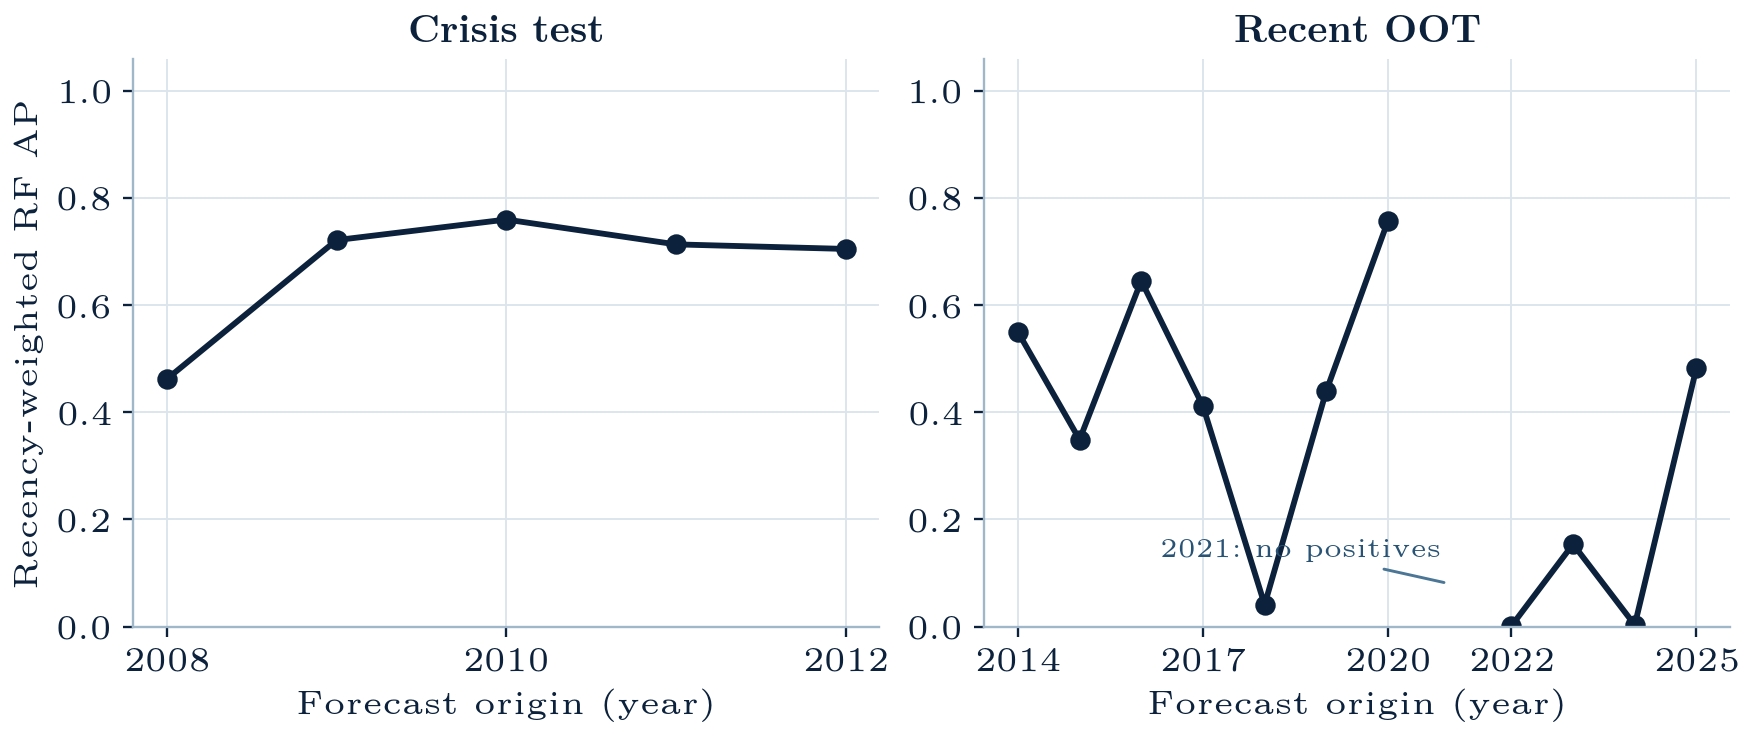 Crisis test
Recency-weighted RF AP
1.0
0.8
0.6
0.4
0.2
0.0
2008 2010 2012
Forecast origin (year)
Recent OOT
1.0
0.8
0.6
0.4
0.2
0.0
2021: no positives
2014 2017 2020 2022 2025
Forecast origin (year)